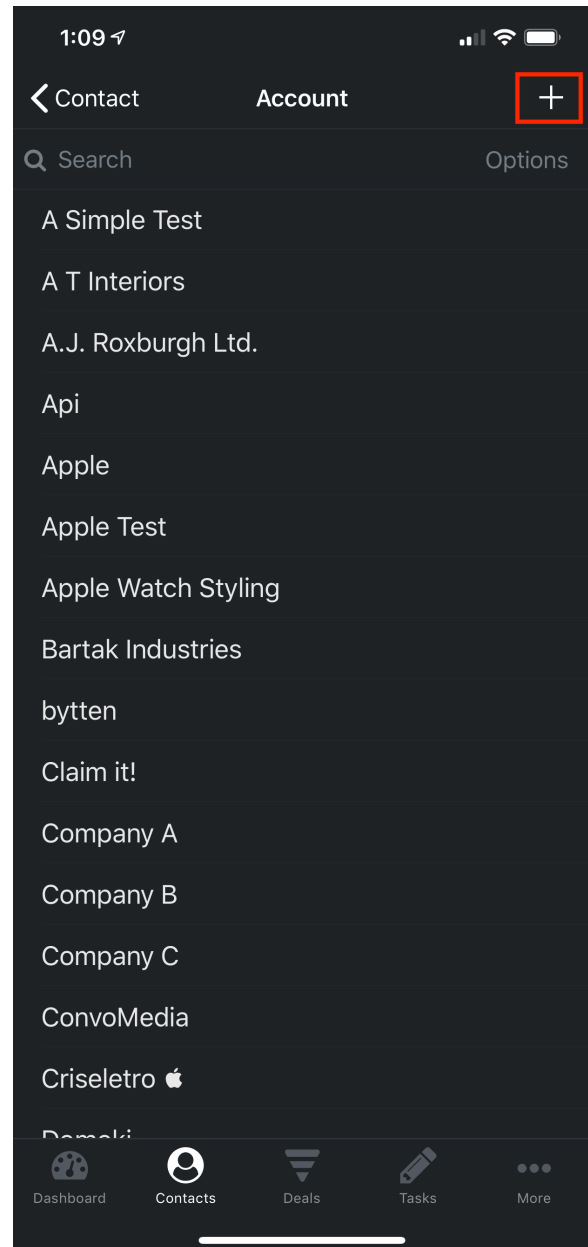 1:09
Contact Account +
Search Options
A Simple Test
A T Interiors
A.J. Roxburgh Ltd.
Api
Apple
Apple Test
Apple Watch Styling
Bartak Industries
bytten
Claim it!
Company A
Company B
Company C
ConvoMedia
Criseletro
Dashboard Contacts Deals Tasks More